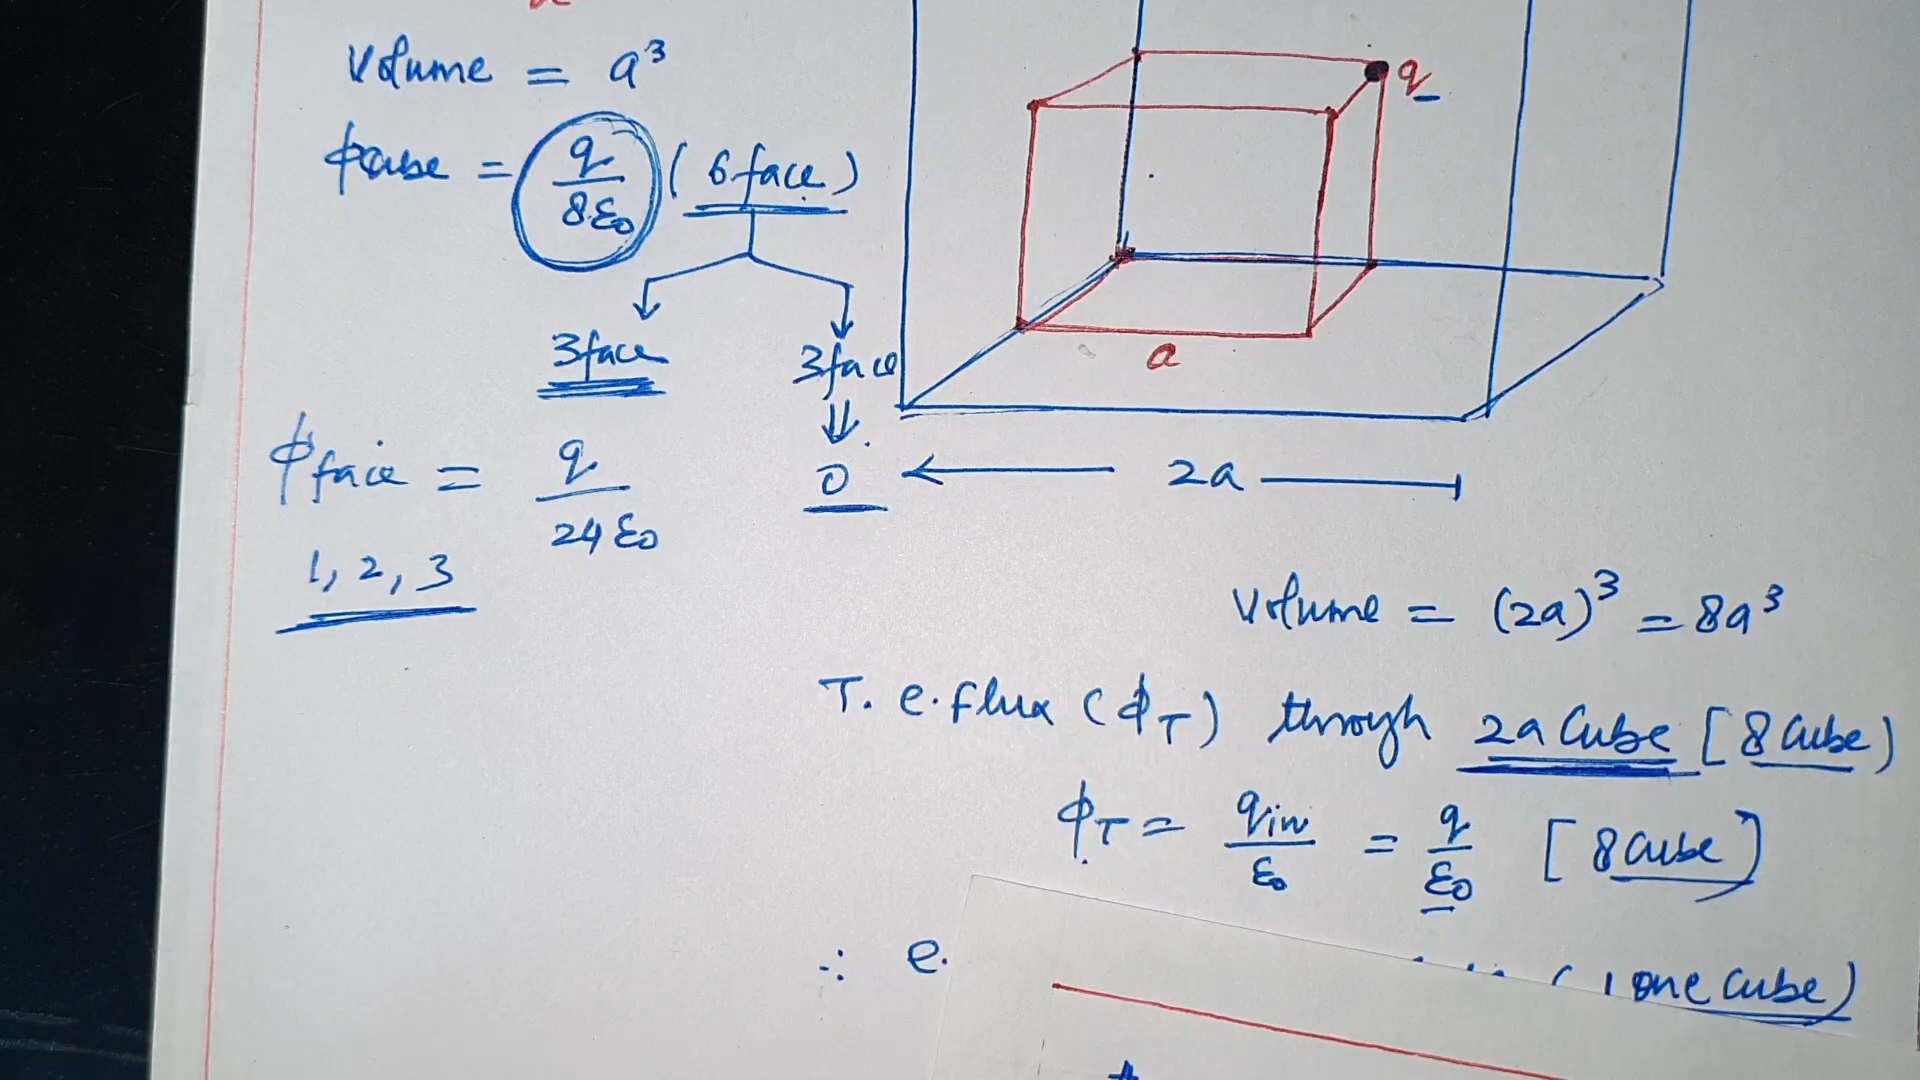 Volume = a³
ϕcube = q/8ε₀ (6 face)
3 face
3 face
0
ϕface = q/24ε₀
1, 2, 3
q
a
2a
Volume = (2a)³ = 8a³
T. e. flux (ϕT) through 2a Cube [8 Cube)
ϕT = qin/ε₀ = q/ε₀ [8 Cube]
∴ e.
one cube)